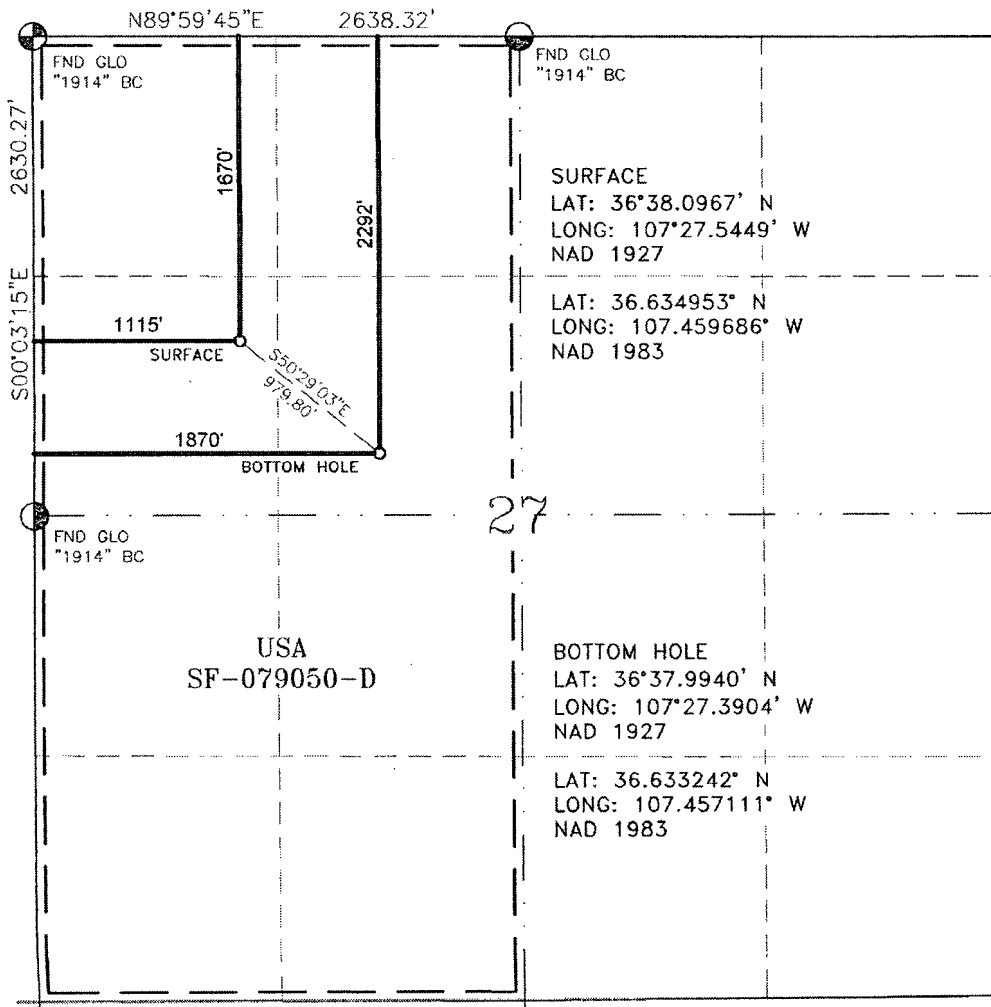 N89°59'45"E 2638.32'
FND GLO
"1914" BC
FND GLO
"1914" BC
S00°03'15"E 2630.27'
1670'
2292'
SURFACE
LAT: 36°38.0967' N
LONG: 107°27.5449' W
NAD 1927
LAT: 36.634953° N
LONG: 107.459686° W
NAD 1983
1115'
SURFACE
S50°29'03"E
979.80'
1870'
BOTTOM HOLE
27
FND GLO
"1914" BC
USA
SF-079050-D
BOTTOM HOLE
LAT: 36°37.9940' N
LONG: 107°27.3904' W
NAD 1927
LAT: 36.633242° N
LONG: 107.457111° W
NAD 1983